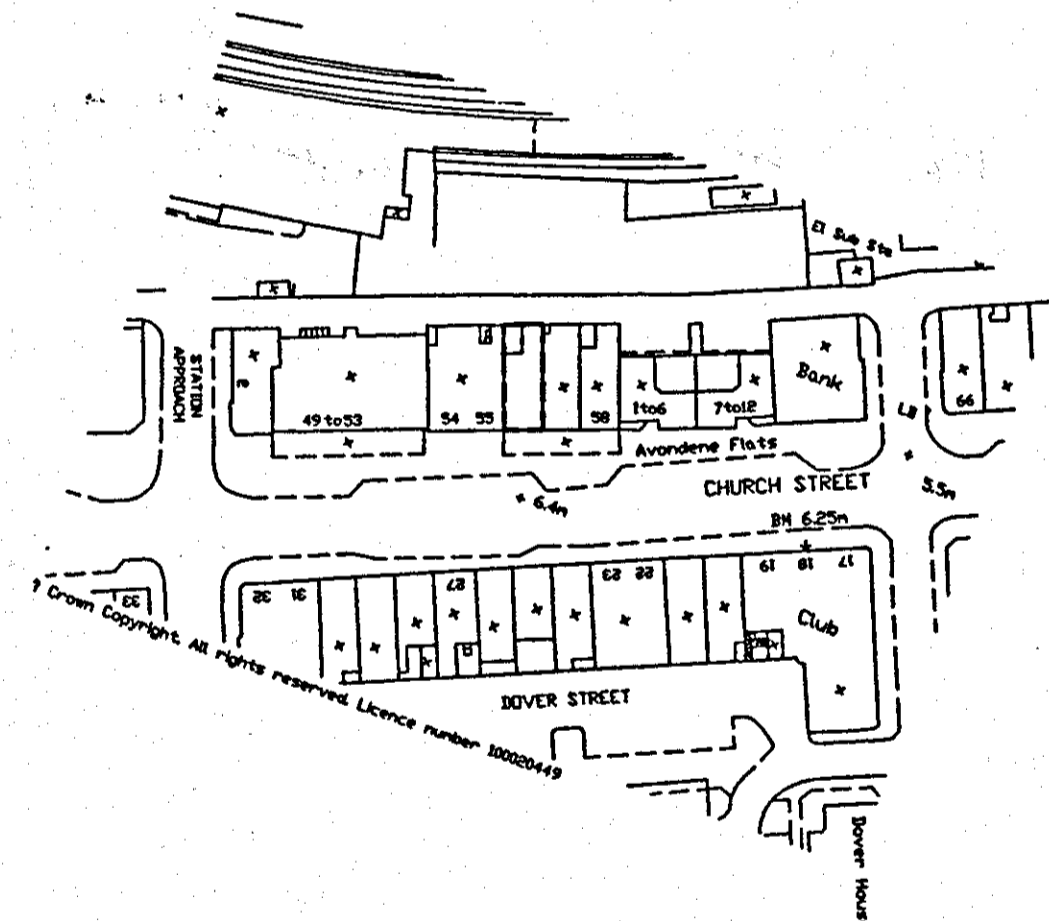 El Sub Sta
STATION
APPROACH
2
49 to 53
54
55
58
1to6
7to12
Bank
66
LB
Avondene Flats
CHURCH STREET
6.4m
5.5m
BM 6.25m
33
32
31
27
23
22
19
18
17
Club
? Crown Copyright. All rights reserved. Licence number 100020449
DOVER STREET
Dover Hous